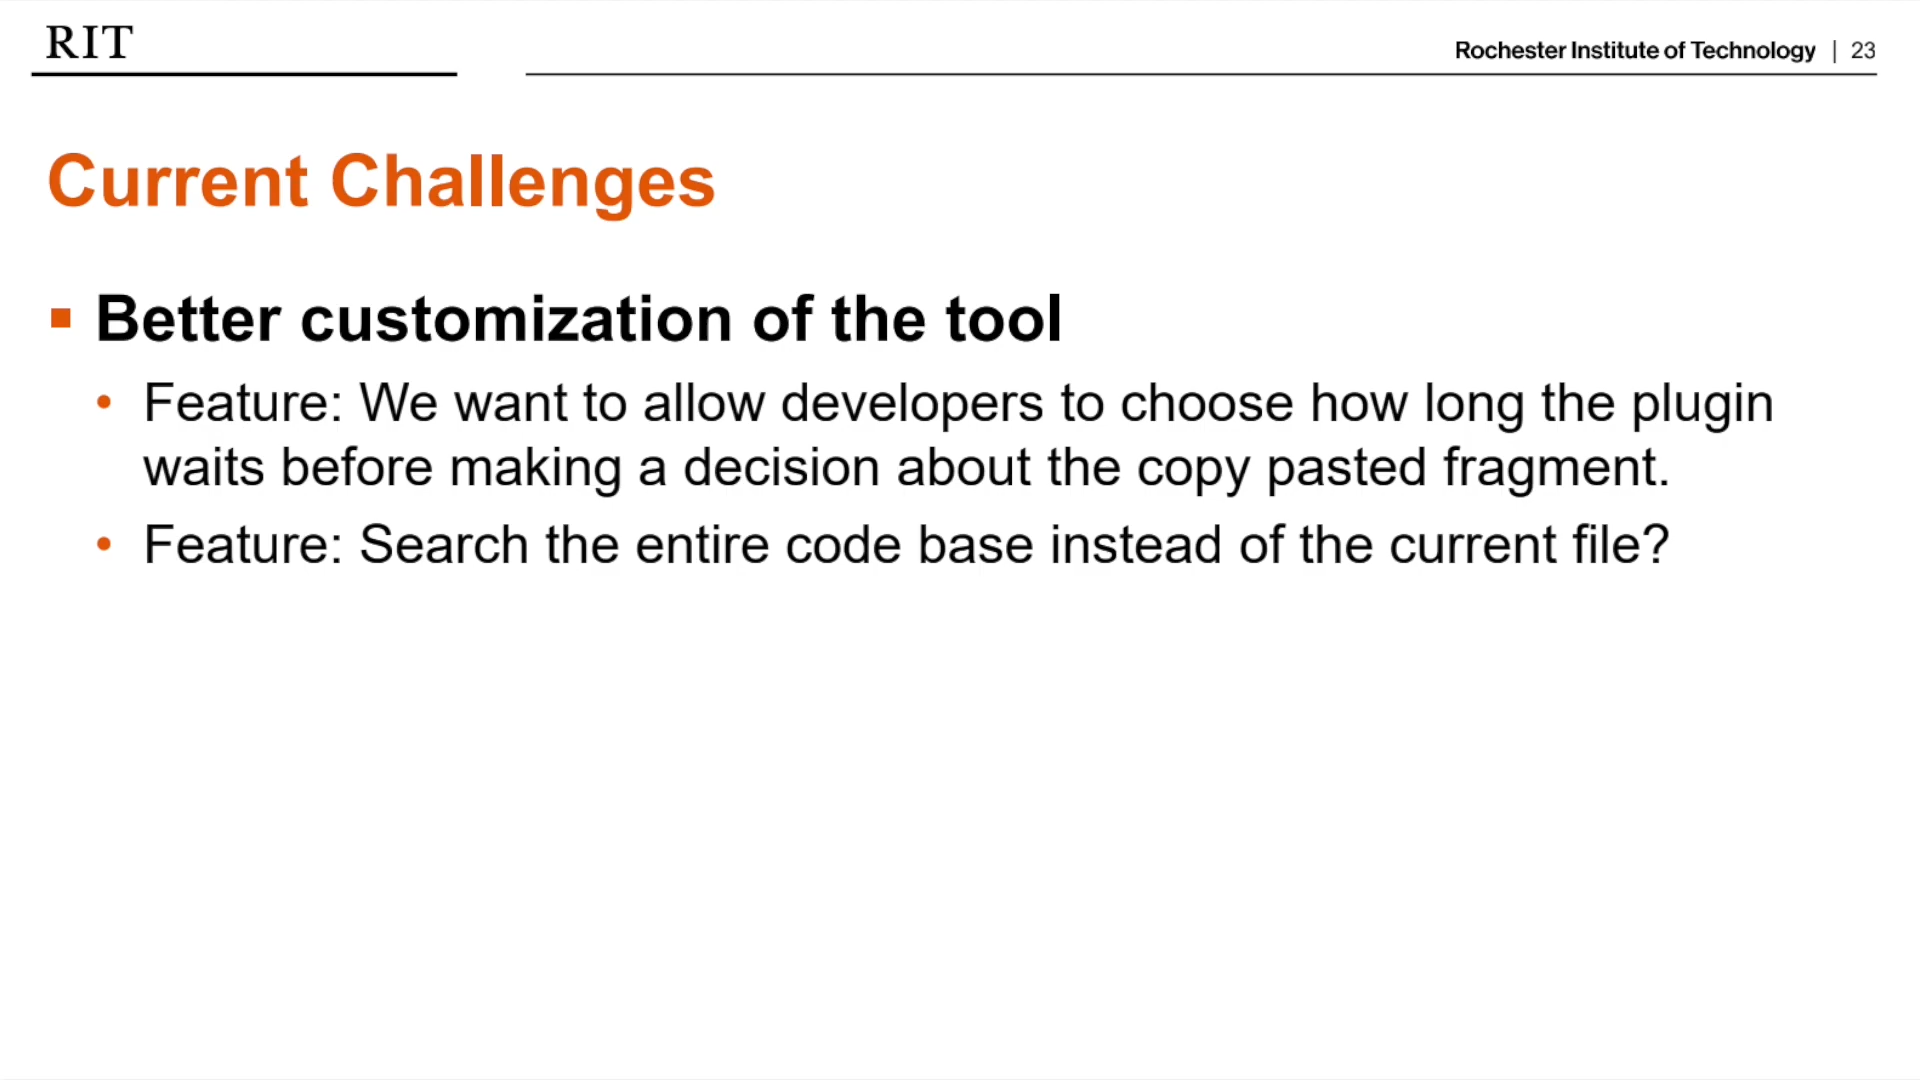 RIT
Rochester Institute of Technology | 23
Current Challenges
Better customization of the tool
Feature: We want to allow developers to choose how long the plugin
waits before making a decision about the copy pasted fragment.
Feature: Search the entire code base instead of the current file?